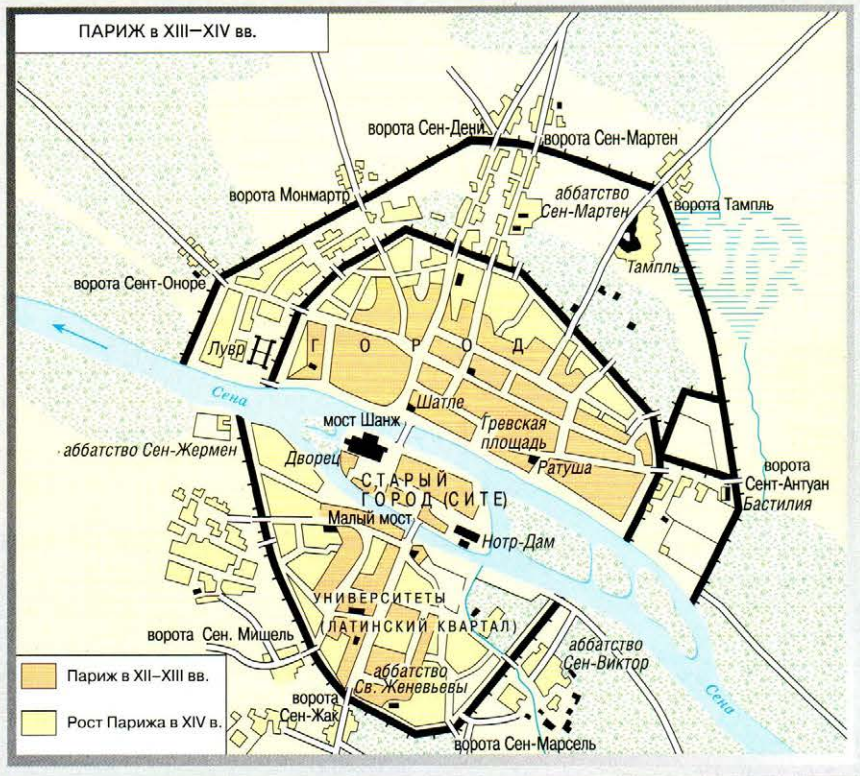 ПАРИЖ в XIII–XIV вв.
ворота Сен-Дени
ворота Сен-Мартен
аббатство
Сен-Мартен
ворота Монмартр
ворота Тампль
Тампль
ворота Сент-Оноре
Лувр
ГОРОД
Сена
Шатле
мост Шанж
Гревская
площадь
аббатство Сен-Жермен
Дворец
Ратуша
ворота
Сент-Антуан
Бастилия
СТАРЫЙ
ГОРОД (СИТЕ)
Малый мост
Нотр-Дам
УНИВЕРСИТЕТЫ
(ЛАТИНСКИЙ КВАРТАЛ)
ворота Сен. Мишель
аббатство
Сен-Виктор
аббатство
Св. Женевьевы
Сена
ворота
Сен-Жак
ворота Сен-Марсель
Париж в XII–XIII вв.
Рост Парижа в XIV в.